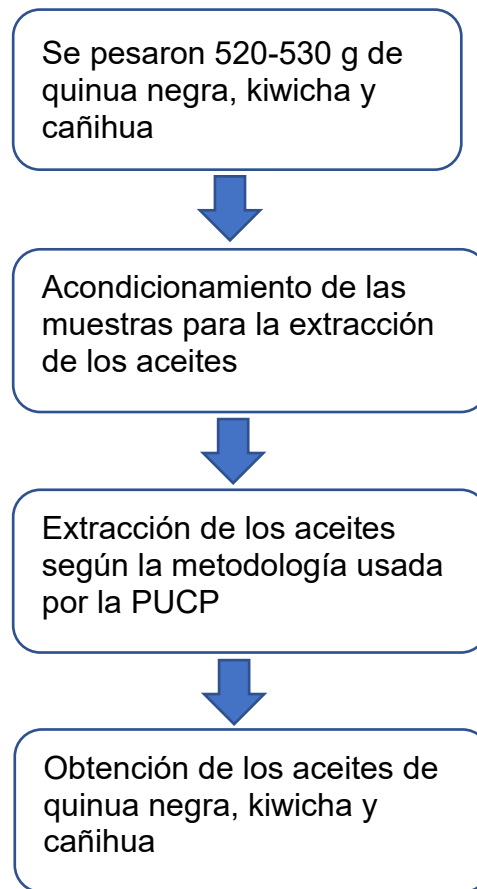 Se pesaron 520-530 g de
quinua negra, kiwicha y
cañihua
Acondicionamiento de las
muestras para la extracción
de los aceites
Extracción de los aceites
según la metodología usada
por la PUCP
Obtención de los aceites de
quinua negra, kiwicha y
cañihua